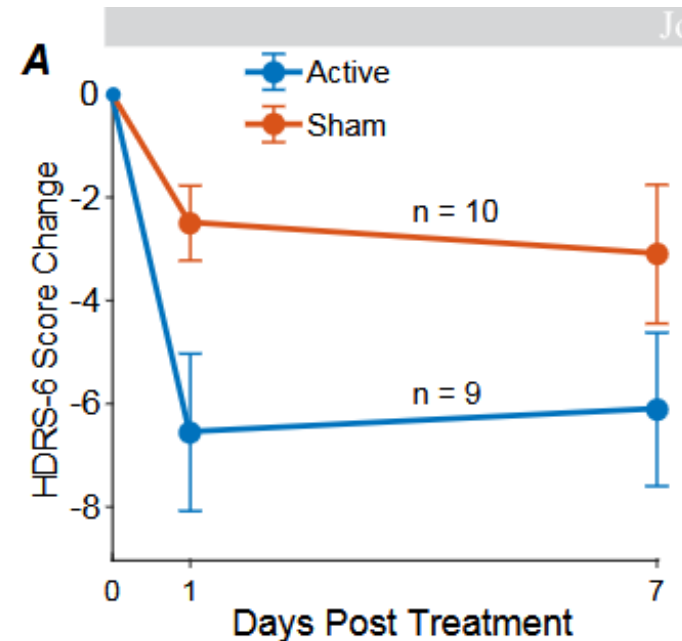 Jo
A
Active
Sham
0
-2
-4
-6
-8
HDRS-6 Score Change
n = 10
n = 9
0 1 7
Days Post Treatment